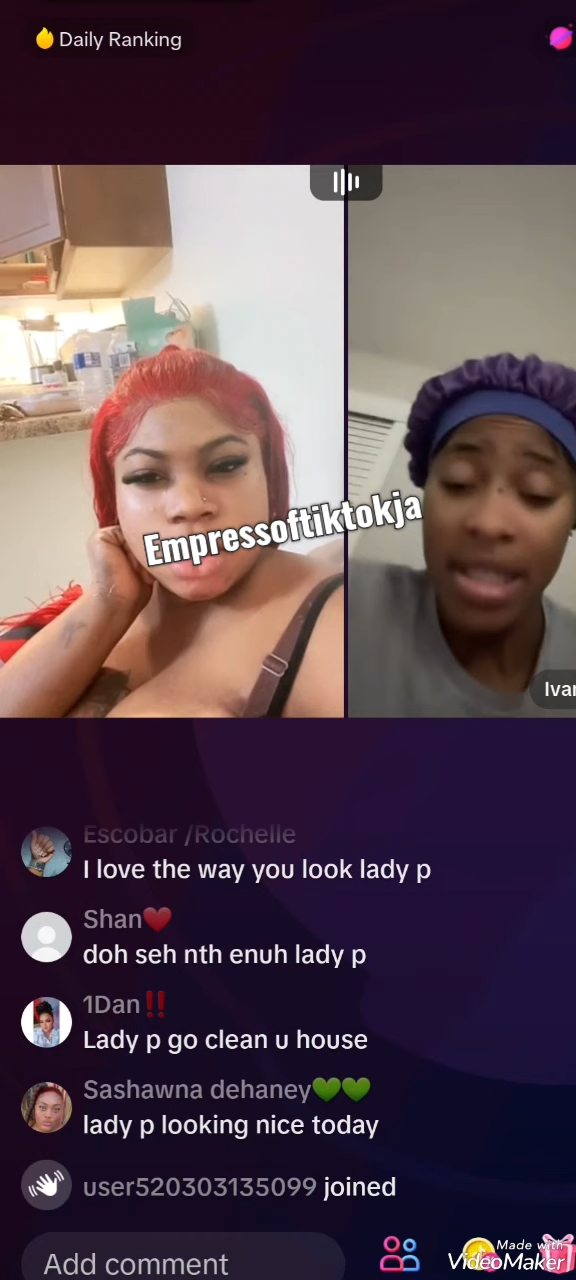 Daily Ranking
Empressoftiktokja
Ivan
Escobar /Rochelle
I love the way you look lady p
Shan
doh seh nth enuh lady p
1Dan‼️
Lady p go clean u house
Sashawna dehaney
lady p looking nice today
user520303135099 joined
Add comment
Made with
VideoMaker